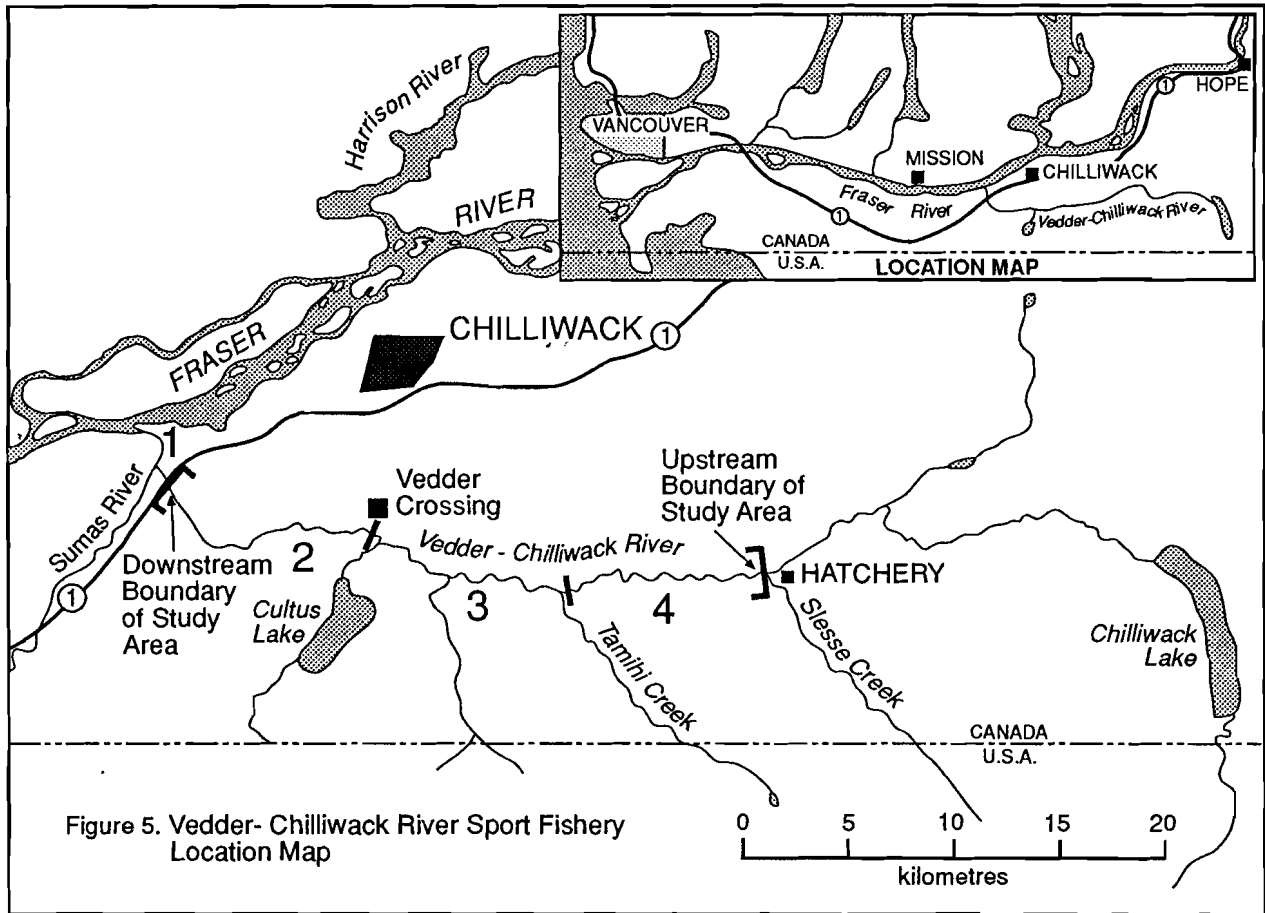 Harrison River
RIVER
FRASER
CHILLIWACK
1
VANCOUVER
MISSION
CHILLIWACK
HOPE
1
Fraser River
1
Vedder-Chilliwack River
CANADA
U.S.A.
LOCATION MAP
1
Sumas River
1
Downstream
Boundary
of Study
Area
2
Vedder
Crossing
Cultus
Lake
Vedder - Chilliwack River
3
4
Upstream
Boundary of
Study Area
HATCHERY
Tamihi Creek
Slesse Creek
Chilliwack
Lake
CANADA
U.S.A.
Figure 5. Vedder- Chilliwack River Sport Fishery
Location Map
0 5 10 15 20
kilometres